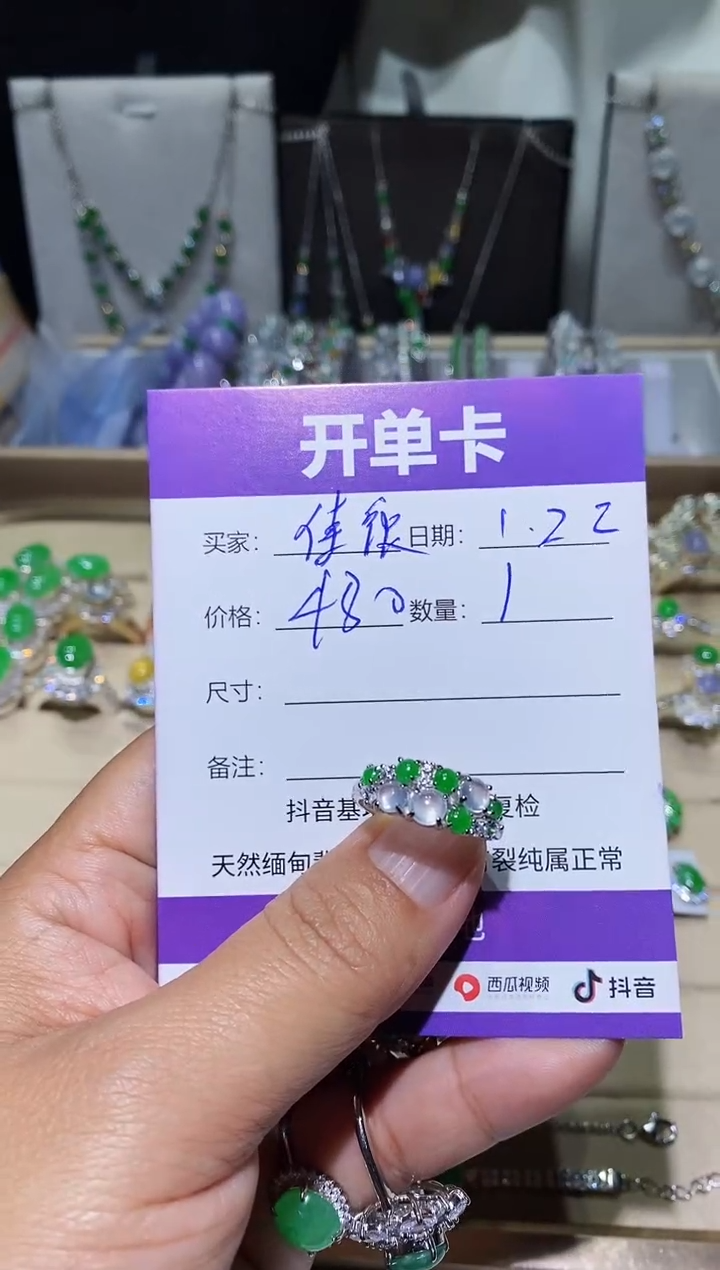 开单卡
买家: 佳银 日期: 1.22
价格: 480 数量: 1
尺寸:
备注:
抖音基 复检
天然缅甸 裂纯属正常
西瓜视频 抖音